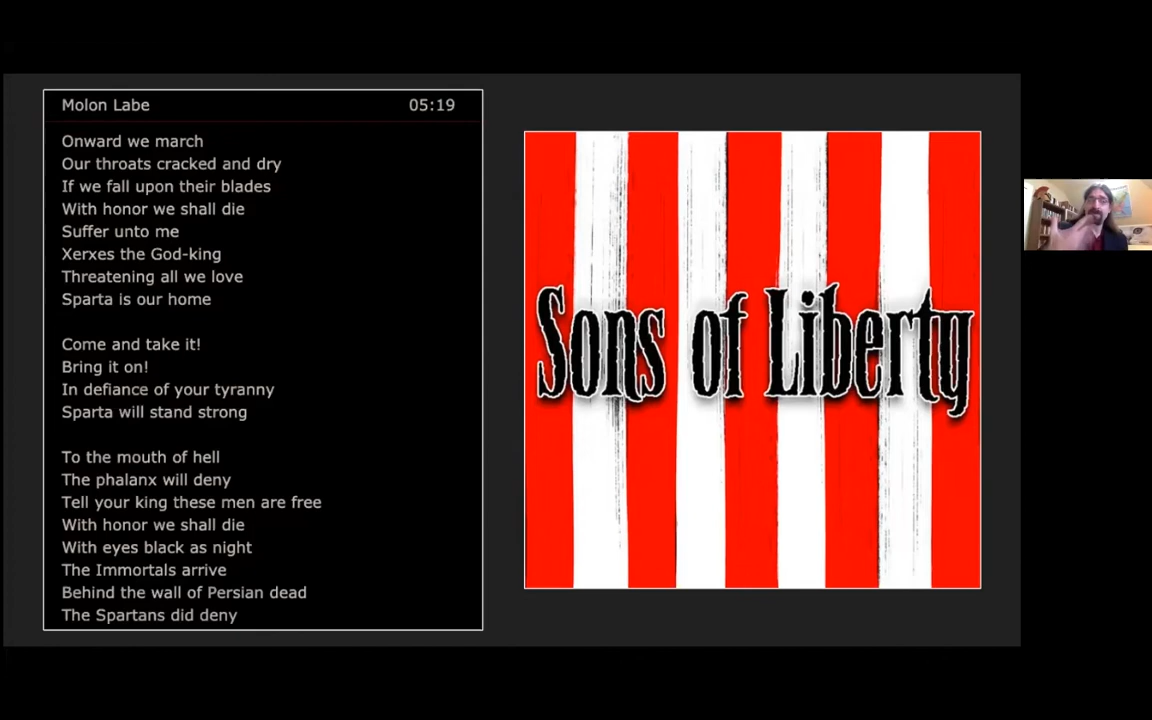 Molon Labe 05:19
Onward we march
Our throats cracked and dry
If we fall upon their blades
With honor we shall die
Suffer unto me
Xerxes the God-king
Threatening all we love
Sparta is our home
Come and take it!
Bring it on!
In defiance of your tyranny
Sparta will stand strong
To the mouth of hell
The phalanx will deny
Tell your king these men are free
With honor we shall die
With eyes black as night
The Immortals arrive
Behind the wall of Persian dead
The Spartans did deny
Sons of Liberty